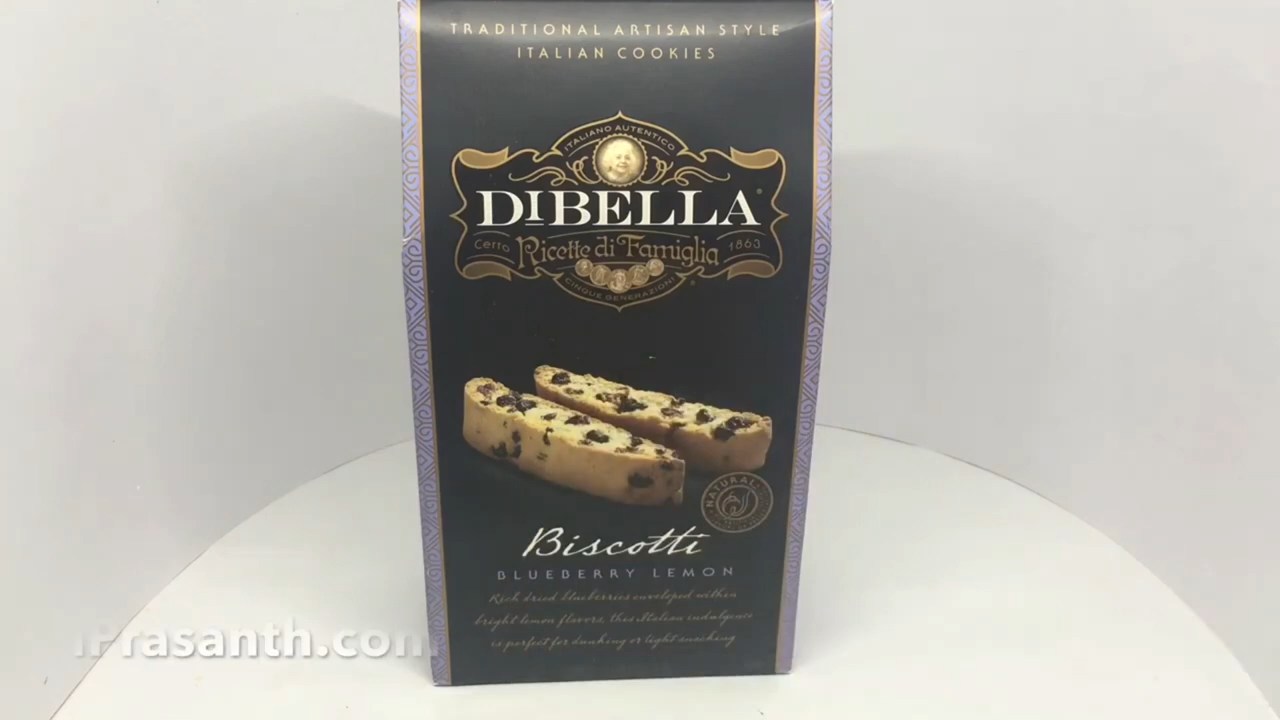 TRADITIONAL ARTISAN STYLE
ITALIAN COOKIES
ITALIANO AUTENTICO
DIBELLA
Certo Ricette di Famiglia 1863
CINQUE GENERAZIONI
NATURAL
Biscotti
BLUEBERRY LEMON
Rich dried blueberries enveloped within
bright lemon flavors, this Italian indulgence
is perfect for dunking or light snacking
iPrasanth.com